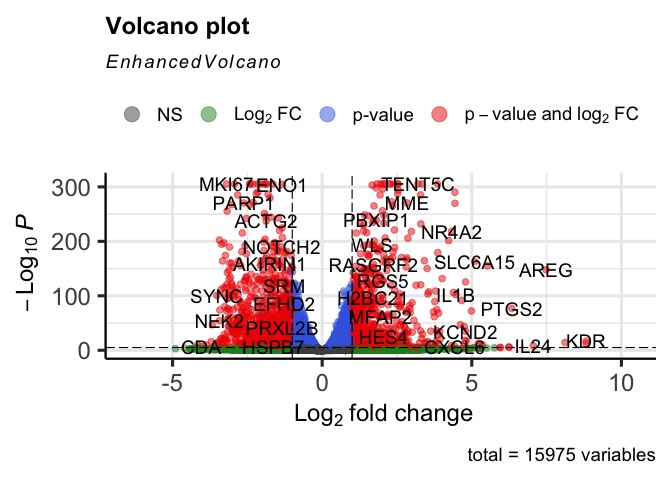 Volcano plot
EnhancedVolcano
NS Log₂ FC p-value p − value and log₂ FC
MKI67 ENO1 TENT5C
PARP1 MME
ACTG2 PBXIP1
NR4A2
NOTCH2 WLS
AKIRIN1 RASGRF2 SLC6A15
AREG
SRM RGS5
SYNC H2BC21 IL1B
EFHD2 PTGS2
NEK2 MFAP2
PRXL2B KCND2
HES4 KDR
CDA HSPB7 CXCL6 IL24
− Log₁₀ P
300
200
100
0
-5 0 5 10
Log₂ fold change
total = 15975 variables